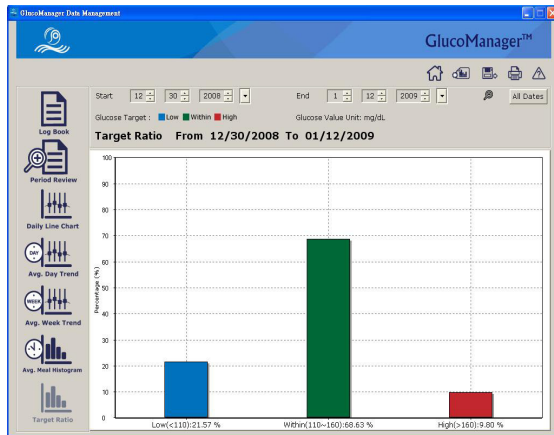 GlucoManager Data Management
GlucoManager™
Start 12 30 2008 End 1 12 2009 All Dates
Glucose Target : Low Within High Glucose Value Unit: mg/dL
Target Ratio From 12/30/2008 To 01/12/2009
Log Book
Period Review
Daily Line Chart
DAY
Avg. Day Trend
WEEK
Avg. Week Trend
Avg. Meal Histogram
Target Ratio
Percentage (%)
100
90
80
70
60
50
40
30
20
10
0
Low(<110):21.57 % Within(110~160):68.63 % High(>160):9.80 %